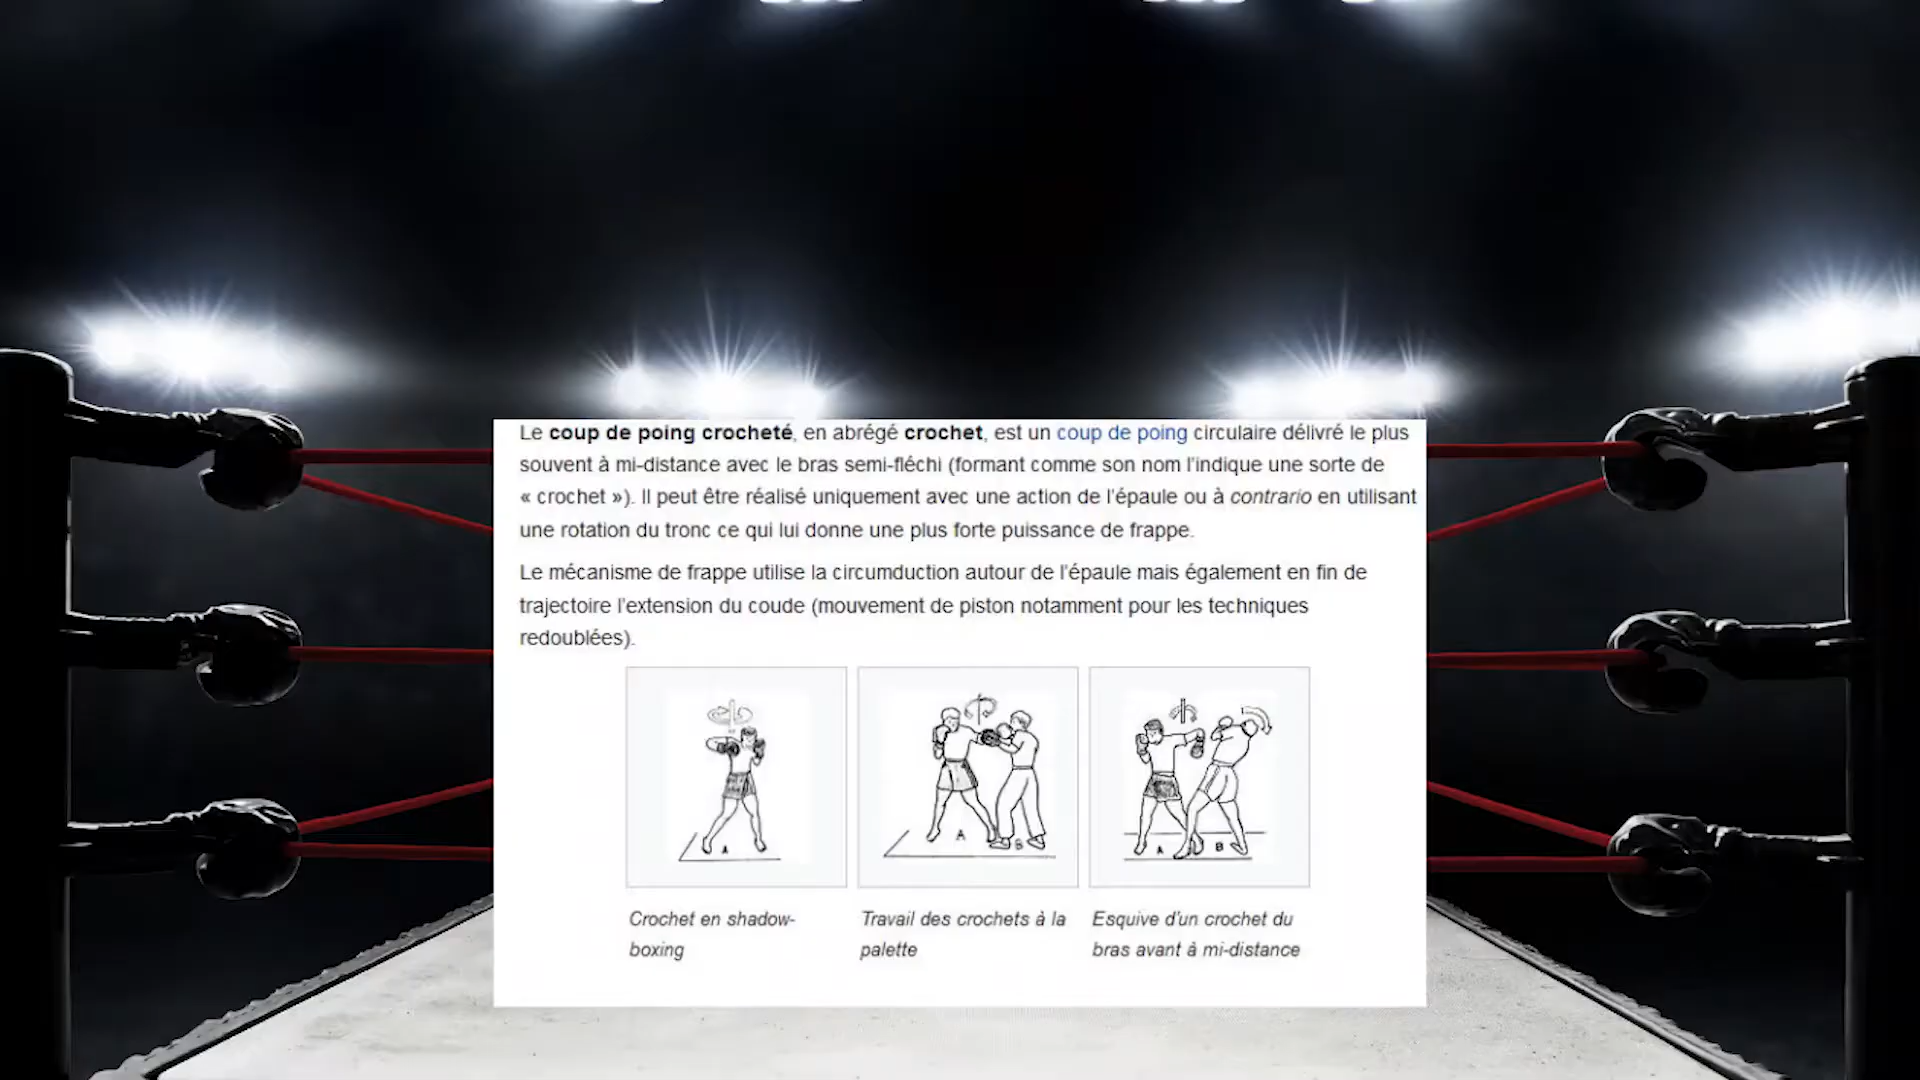 Le coup de poing crocheté, en abrégé crochet, est un coup de poing circulaire délivré le plus
souvent à mi-distance avec le bras semi-fléchi (formant comme son nom l'indique une sorte de
« crochet »). Il peut être réalisé uniquement avec une action de l'épaule ou à contrario en utilisant
une rotation du tronc ce qui lui donne une plus forte puissance de frappe.
Le mécanisme de frappe utilise la circumduction autour de l'épaule mais également en fin de
trajectoire l'extension du coude (mouvement de piston notamment pour les techniques
redoublées).
A
A B
A B
Crochet en shadow-
boxing
Travail des crochets à la
palette
Esquive d'un crochet du
bras avant à mi-distance